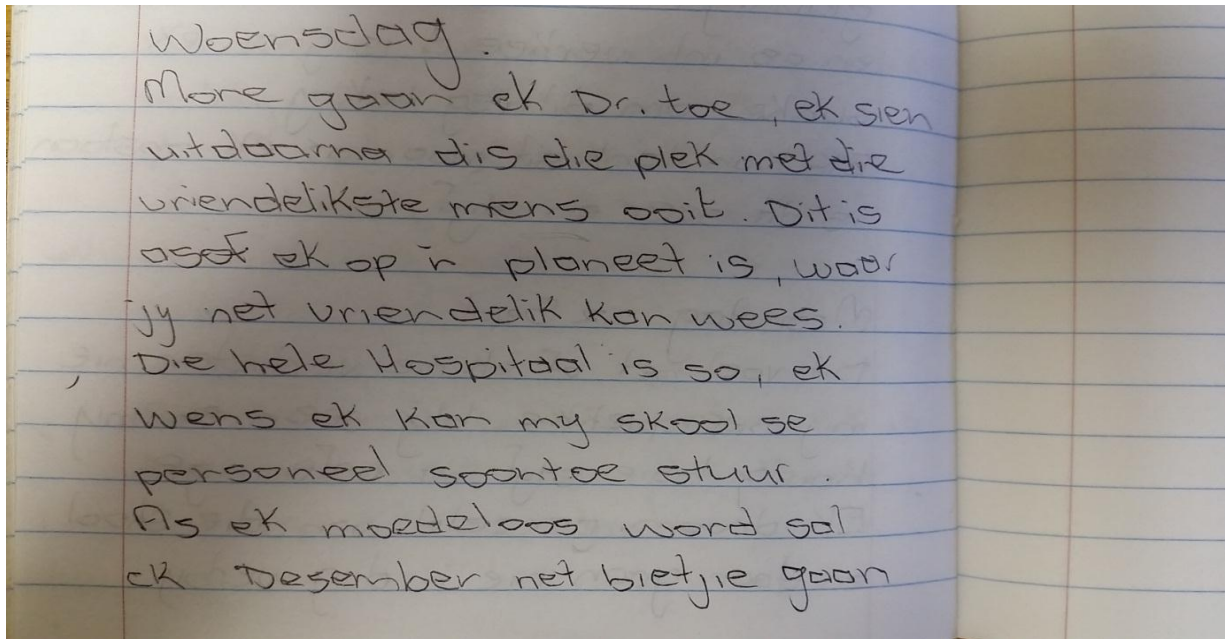 Woensdag.
More gaan ek Dr. toe, ek sien
uitdaarna dis die plek met die
vriendelikste mens ooit. Dit is
asof ek op 'n planeet is, waar
jy net vriendelik kan wees.
Die hele Hospitaal is so, ek
wens ek kon my skool se
personeel soontoe stuur.
As ek moedeloos word sal
ek Desember net bietjie gaan